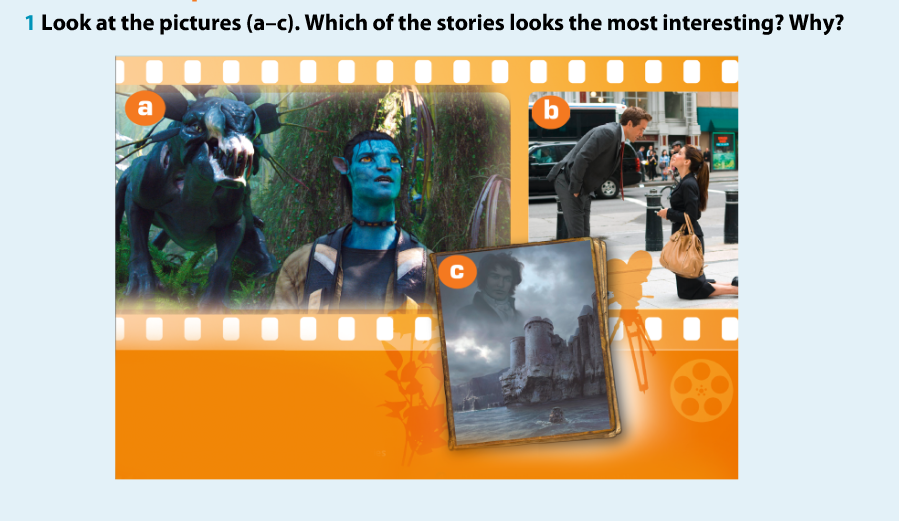 1 Look at the pictures (a–c). Which of the stories looks the most interesting? Why?
a
b
c